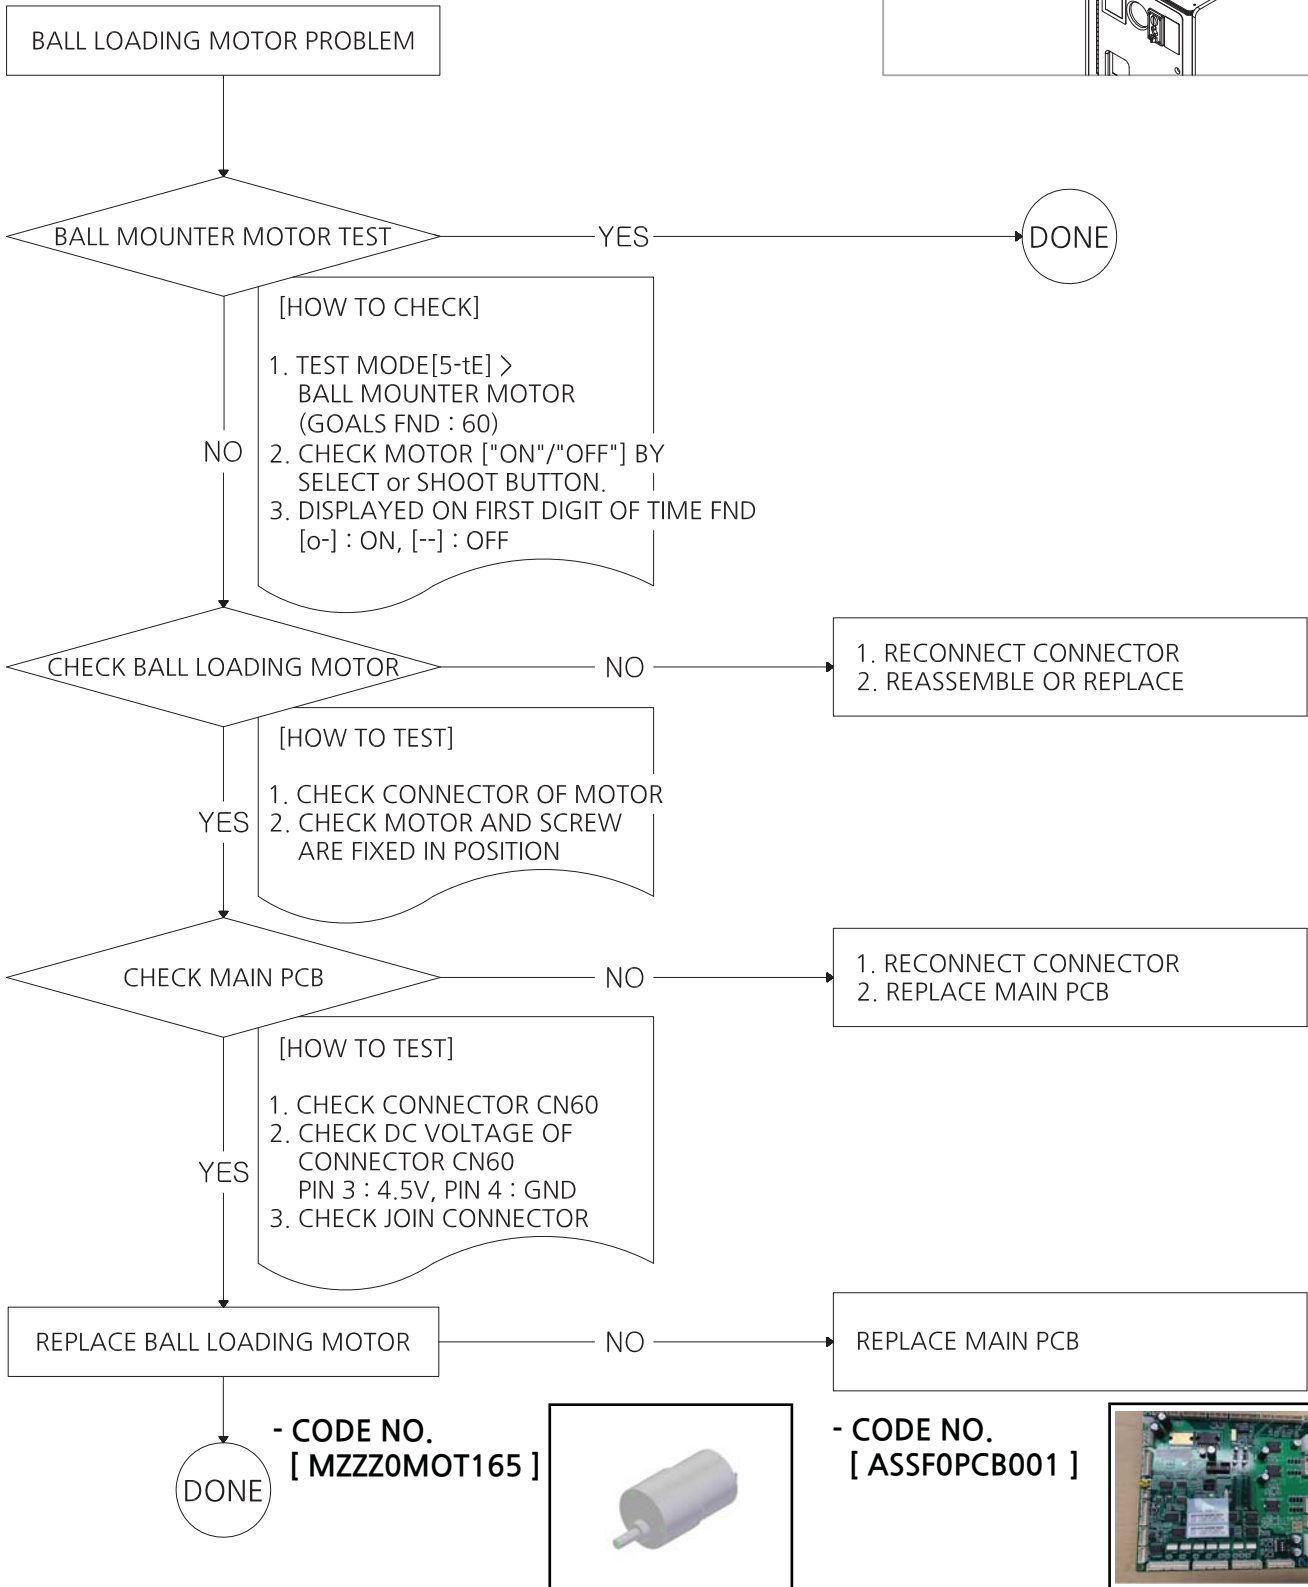 BALL LOADING MOTOR PROBLEM
BALL MOUNTER MOTOR TEST
YES
DONE
[HOW TO CHECK]
1. TEST MODE[5-tE] >
BALL MOUNTER MOTOR
(GOALS FND : 60)
2. CHECK MOTOR ["ON"/"OFF"] BY
SELECT or SHOOT BUTTON.
3. DISPLAYED ON FIRST DIGIT OF TIME FND
[o-] : ON, [--] : OFF
NO
CHECK BALL LOADING MOTOR
NO
1. RECONNECT CONNECTOR
2. REASSEMBLE OR REPLACE
[HOW TO TEST]
1. CHECK CONNECTOR OF MOTOR
2. CHECK MOTOR AND SCREW
ARE FIXED IN POSITION
YES
CHECK MAIN PCB
NO
1. RECONNECT CONNECTOR
2. REPLACE MAIN PCB
[HOW TO TEST]
1. CHECK CONNECTOR CN60
2. CHECK DC VOLTAGE OF
CONNECTOR CN60
PIN 3 : 4.5V, PIN 4 : GND
3. CHECK JOIN CONNECTOR
YES
REPLACE BALL LOADING MOTOR
NO
REPLACE MAIN PCB
DONE
- CODE NO.
[ MZZZ0MOT165 ]
- CODE NO.
[ ASSF0PCB001 ]